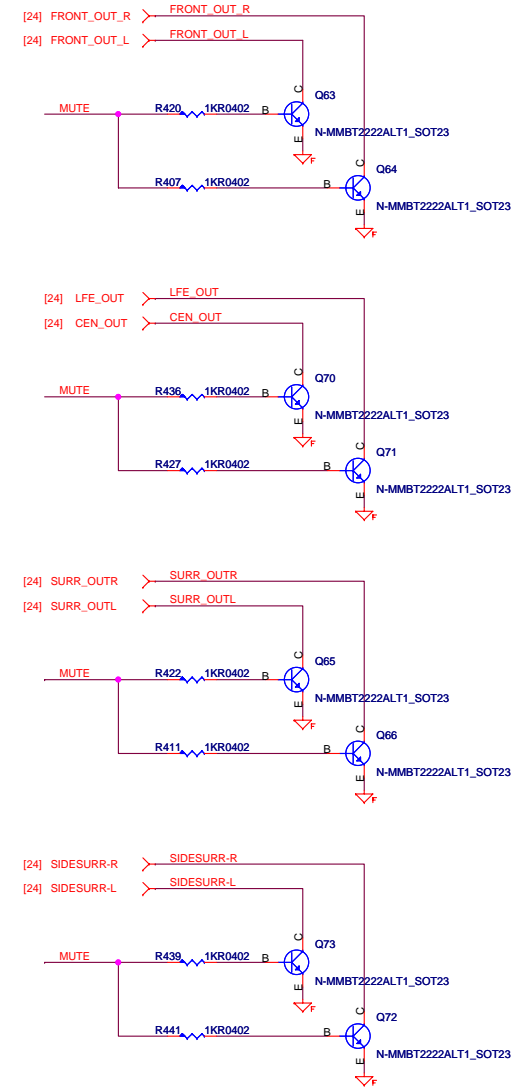 [24] FRONT_OUT_R FRONT_OUT_R
[24] FRONT_OUT_L FRONT_OUT_L
C Q63
MUTE R420 1KR0402 B
N-MMBT2222ALT1_SOT23
E
F
C Q64
R407 1KR0402 B
N-MMBT2222ALT1_SOT23
E
F
[24] LFE_OUT LFE_OUT
[24] CEN_OUT CEN_OUT
C Q70
MUTE R436 1KR0402 B
N-MMBT2222ALT1_SOT23
E
F
C Q71
R427 1KR0402 B
N-MMBT2222ALT1_SOT23
E
F
[24] SURR_OUTR SURR_OUTR
[24] SURR_OUTL SURR_OUTL
C Q65
MUTE R422 1KR0402 B
N-MMBT2222ALT1_SOT23
E
F
C Q66
R411 1KR0402 B
N-MMBT2222ALT1_SOT23
E
F
[24] SIDESURR-R SIDESURR-R
[24] SIDESURR-L SIDESURR-L
C Q73
MUTE R439 1KR0402 B
N-MMBT2222ALT1_SOT23
E
F
C Q72
R441 1KR0402 B
N-MMBT2222ALT1_SOT23
E
F